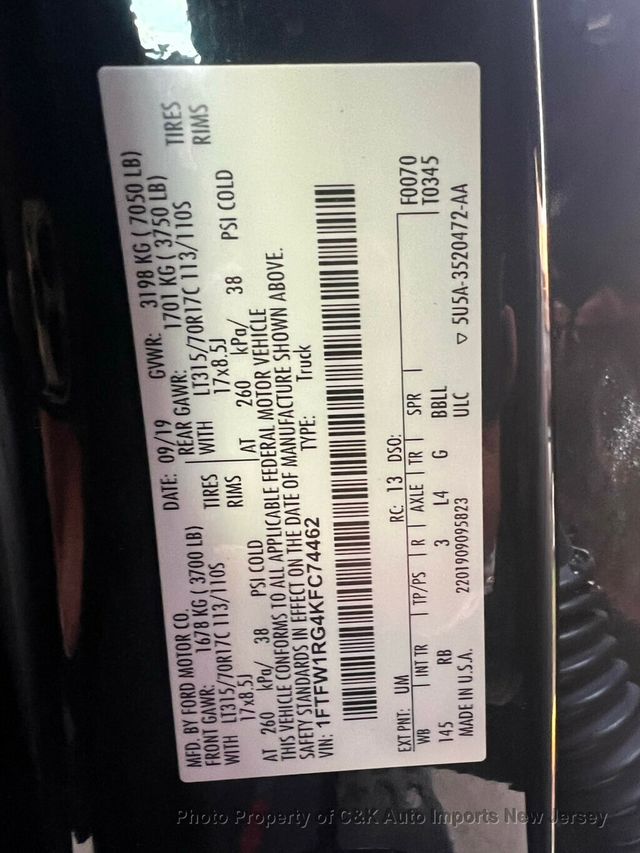 MFD. BY FORD MOTOR CO.
DATE: 09/19 GVWR: 3198 KG ( 7050 LB)
FRONT GAWR: 1678 KG ( 3700 LB) REAR GAWR: 1701 KG ( 3750 LB)
WITH LT315/70R17C 113/110S TIRES WITH LT315/70R17C 113/110S TIRES
17x8.5J RIMS 17x8.5J RIMS
AT 260 kPa/ 38 PSI COLD AT 260 kPa/ 38 PSI COLD
THIS VEHICLE CONFORMS TO ALL APPLICABLE FEDERAL MOTOR VEHICLE
SAFETY STANDARDS IN EFFECT ON THE DATE OF MANUFACTURE SHOWN ABOVE.
VIN: 1FTFW1RG4KFC74462 TYPE: Truck
F0070
EXT PNT: UM RC: 13 DSO: T0345
WB INT TR TP/PS R AXLE TR SPR
145 RB 3 L4 G BBLL
MADE IN U.S.A. 2201909095823 ULC
▽ 5U5A-3520472-AA
Photo Property of C&K Auto Imports New Jersey